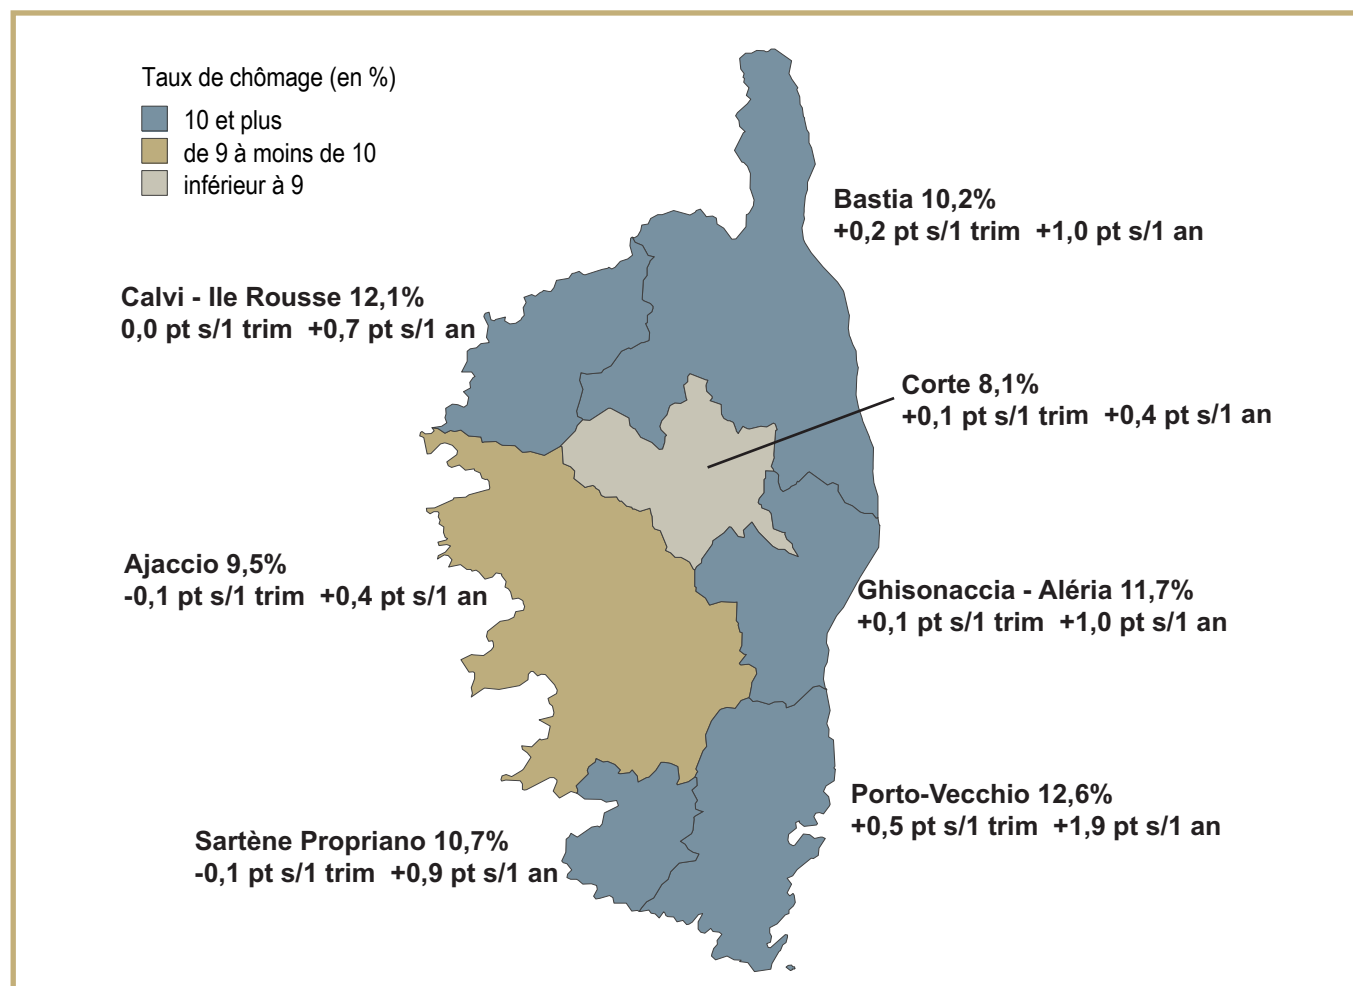 Taux de chômage (en %)
10 et plus
de 9 à moins de 10
inférieur à 9
Bastia 10,2%
+0,2 pt s/1 trim +1,0 pt s/1 an
Calvi - Ile Rousse 12,1%
0,0 pt s/1 trim +0,7 pt s/1 an
Corte 8,1%
+0,1 pt s/1 trim +0,4 pt s/1 an
Ajaccio 9,5%
-0,1 pt s/1 trim +0,4 pt s/1 an
Ghisonaccia - Aléria 11,7%
+0,1 pt s/1 trim +1,0 pt s/1 an
Porto-Vecchio 12,6%
+0,5 pt s/1 trim +1,9 pt s/1 an
Sartène Propriano 10,7%
-0,1 pt s/1 trim +0,9 pt s/1 an